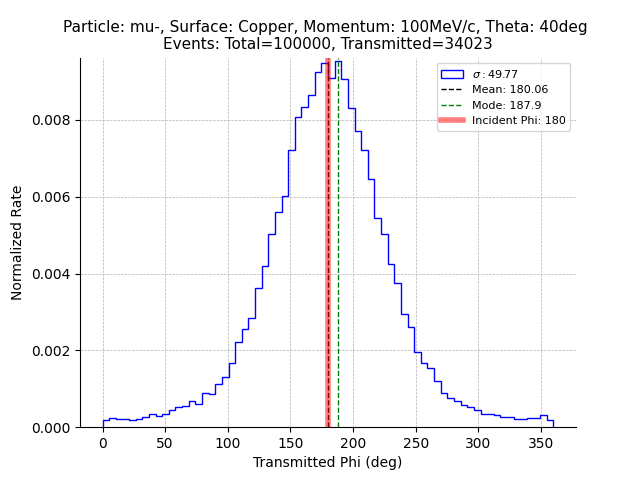 Particle: mu-, Surface: Copper, Momentum: 100MeV/c, Theta: 40deg
Events: Total=100000, Transmitted=34023
σ: 49.77
Mean: 180.06
Mode: 187.9
Incident Phi: 180
Normalized Rate
0.008
0.006
0.004
0.002
0.000
0 50 100 150 200 250 300 350
Transmitted Phi (deg)